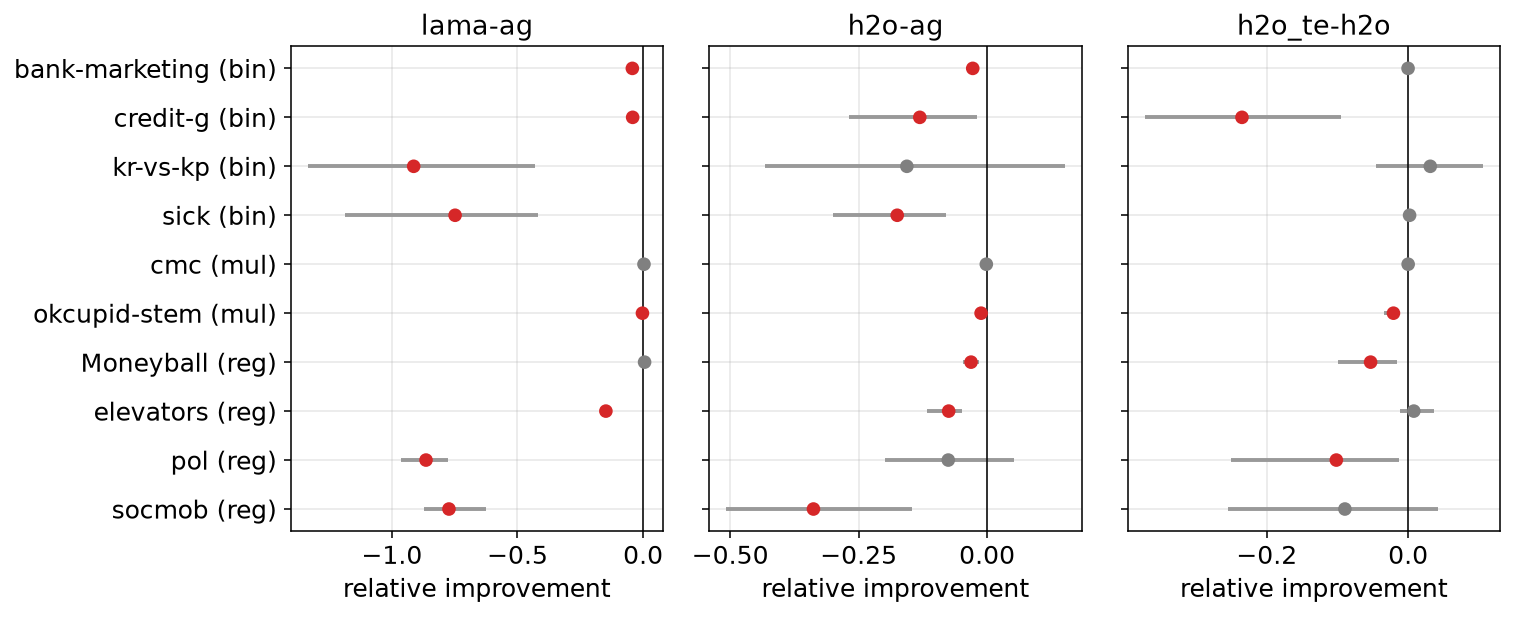 lama-ag
h2o-ag
h2o_te-h2o
bank-marketing (bin)
credit-g (bin)
kr-vs-kp (bin)
sick (bin)
cmc (mul)
okcupid-stem (mul)
Moneyball (reg)
elevators (reg)
pol (reg)
socmob (reg)
−1.0 −0.5 0.0
−0.50 −0.25 0.00
−0.2 0.0
relative improvement
relative improvement
relative improvement